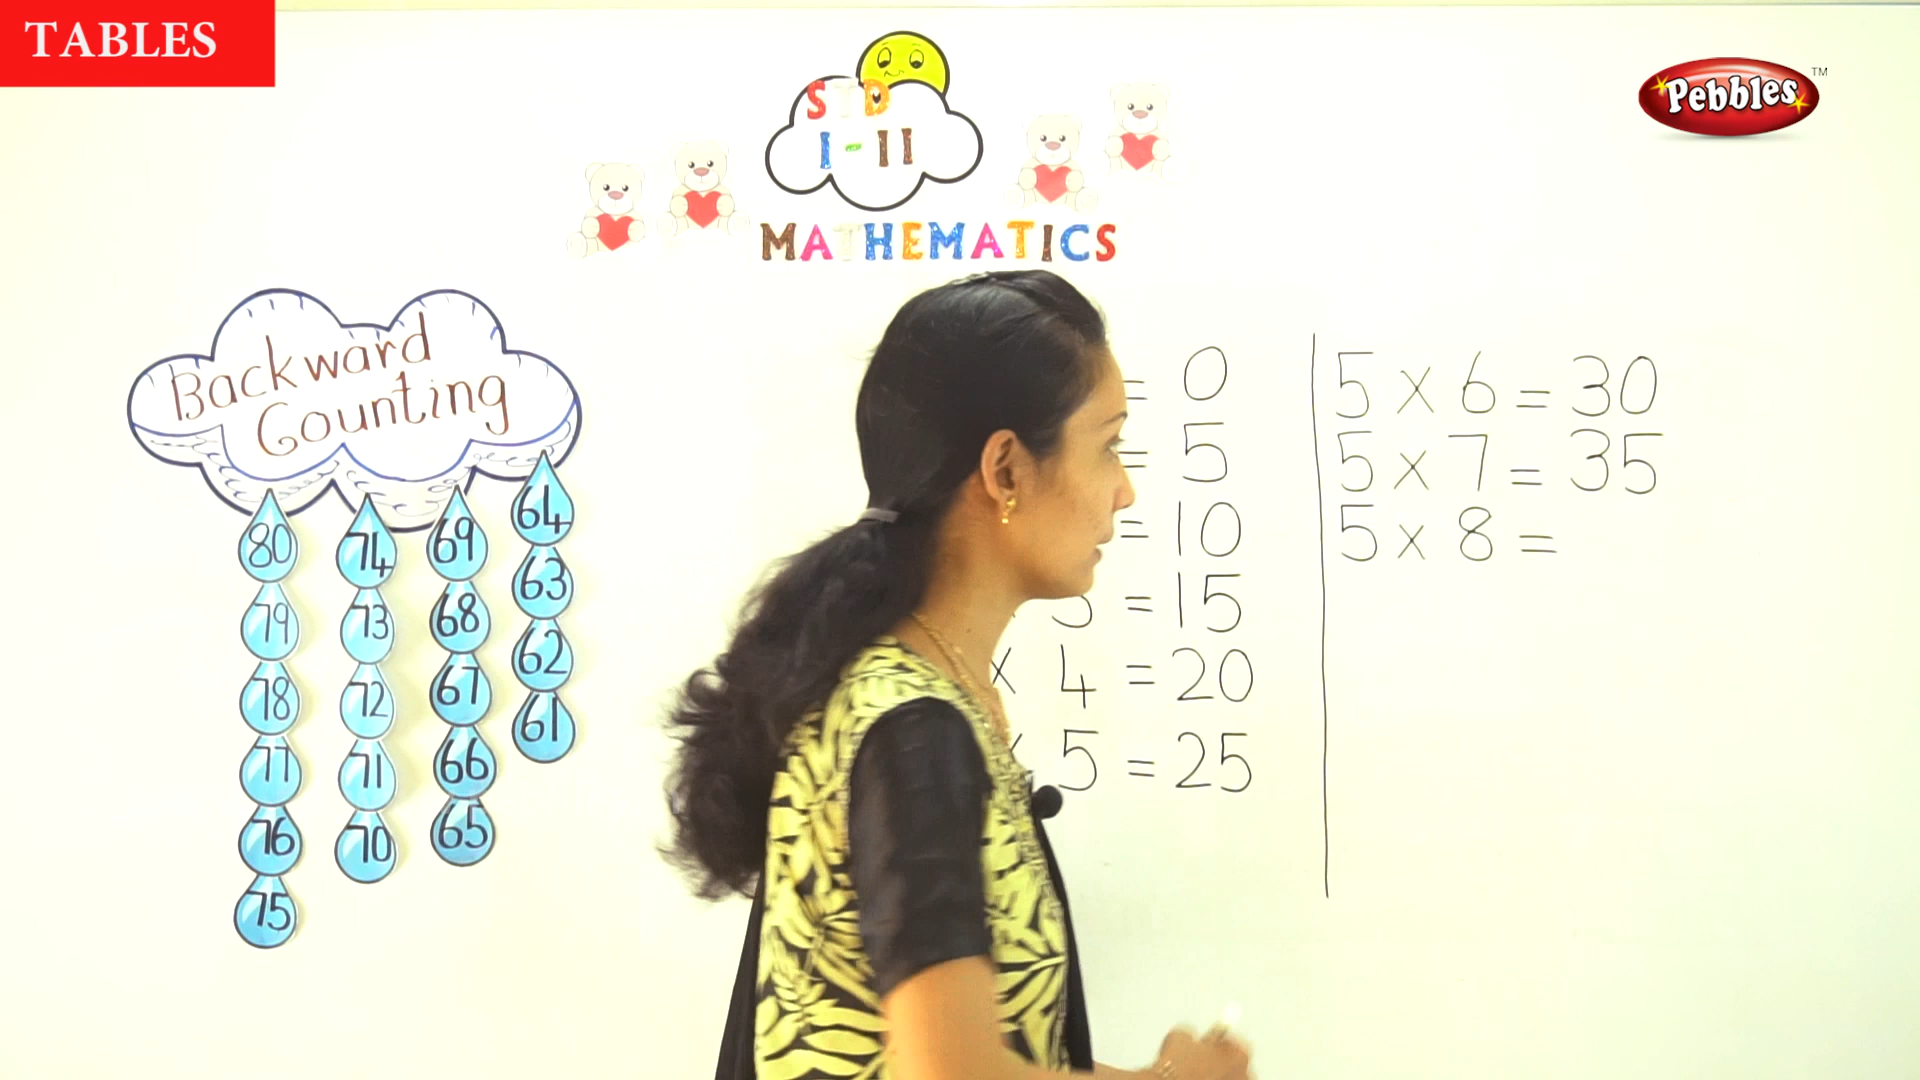 TABLES
Pebbles™
STD
I-II
MATHEMATICS
Backward
Counting
80
79
78
77
76
75
74
73
72
71
70
69
68
67
66
65
64
63
62
61
= 0
= 5
= 10
= 15
× 4 = 20
5 = 25
5 × 6 = 30
5 × 7 = 35
5 × 8 =